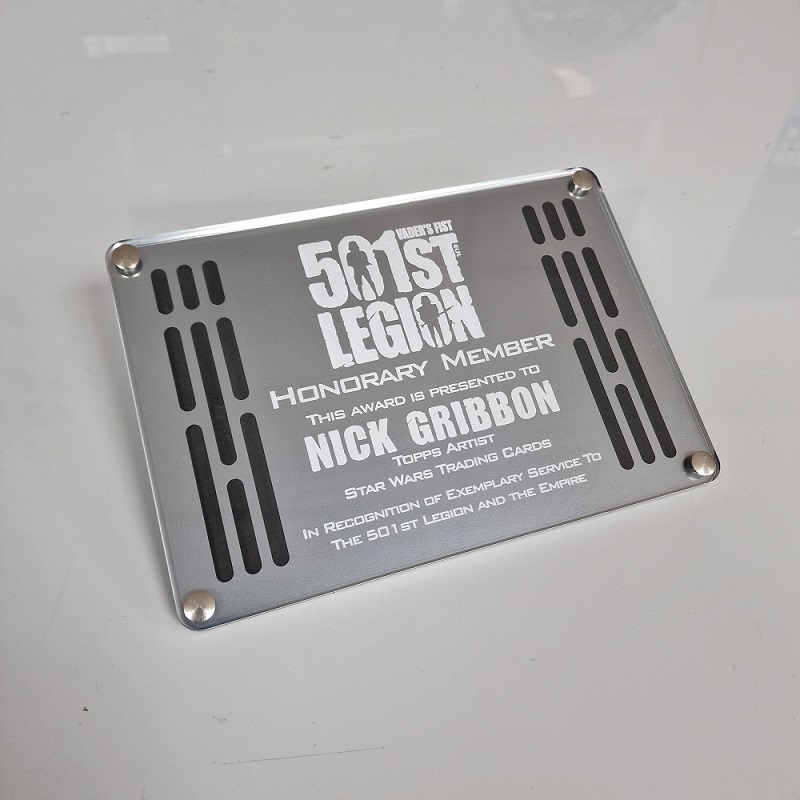 VADER'S FIST
501ST
LEGION
HONORARY MEMBER
THIS AWARD IS PRESENTED TO
NICK GRIBBON
TOPPS ARTIST
STAR WARS TRADING CARDS
IN RECOGNITION OF EXEMPLARY SERVICE TO
THE 501ST LEGION AND THE EMPIRE